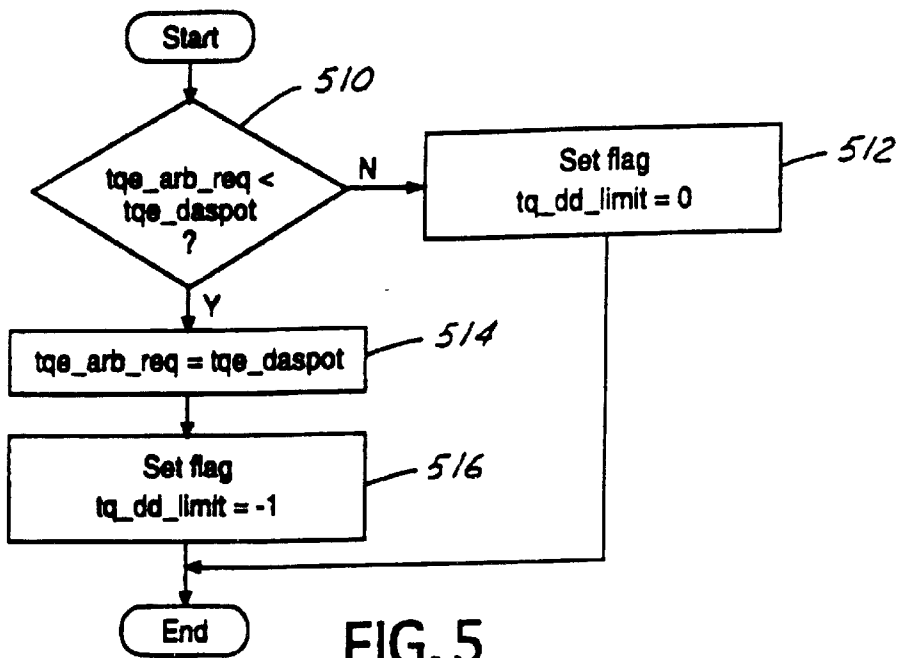 Start
510
tqe_arb_req <
tqe_daspot
?
N
Set flag
tq_dd_limit = 0
512
Y
tqe_arb_req = tqe_daspot
514
Set flag
tq_dd_limit = -1
516
End
FIG. 5